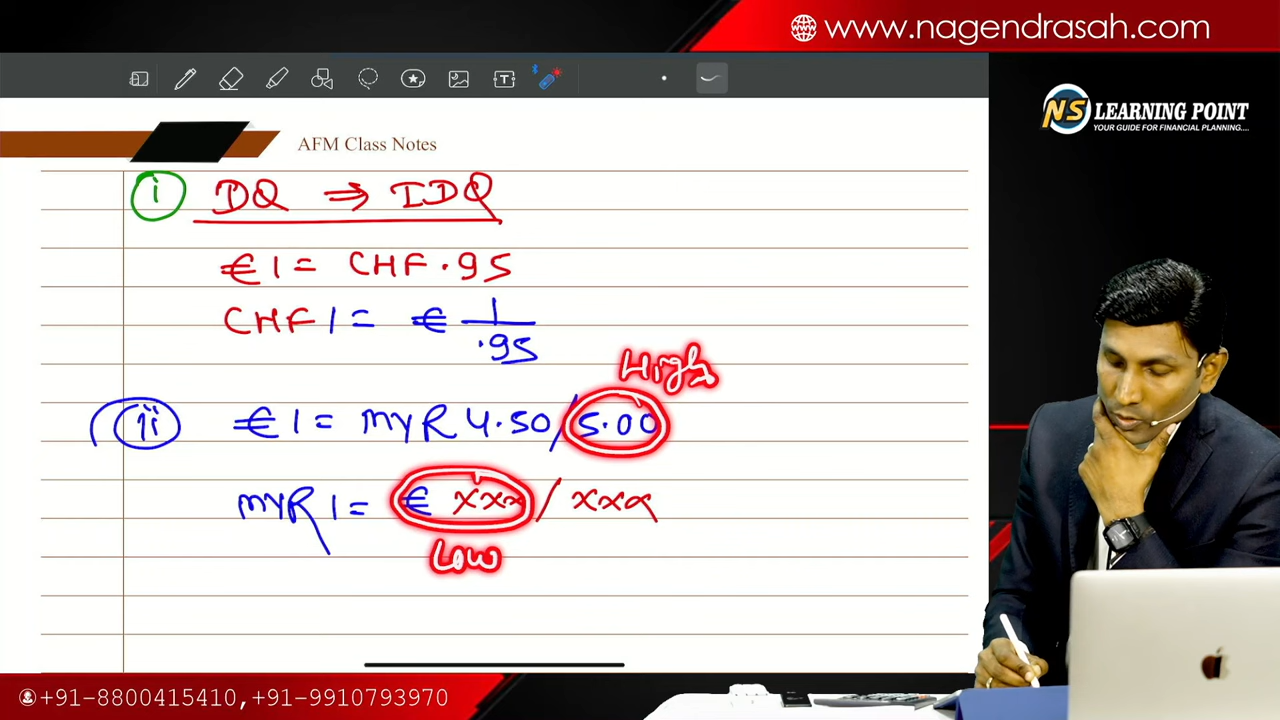 www.nagendrasah.com
NS LEARNING POINT
YOUR GUIDE FOR FINANCIAL PLANNING....
T
AFM Class Notes
i DQ ⇒ IDQ
€ 1 = CHF .95
CHF 1 = € 1/.95
High
ii € 1 = MYR 4.50/5.00
MYR 1 = € xxx / xxx
Low
+91-8800415410,+91-9910793970